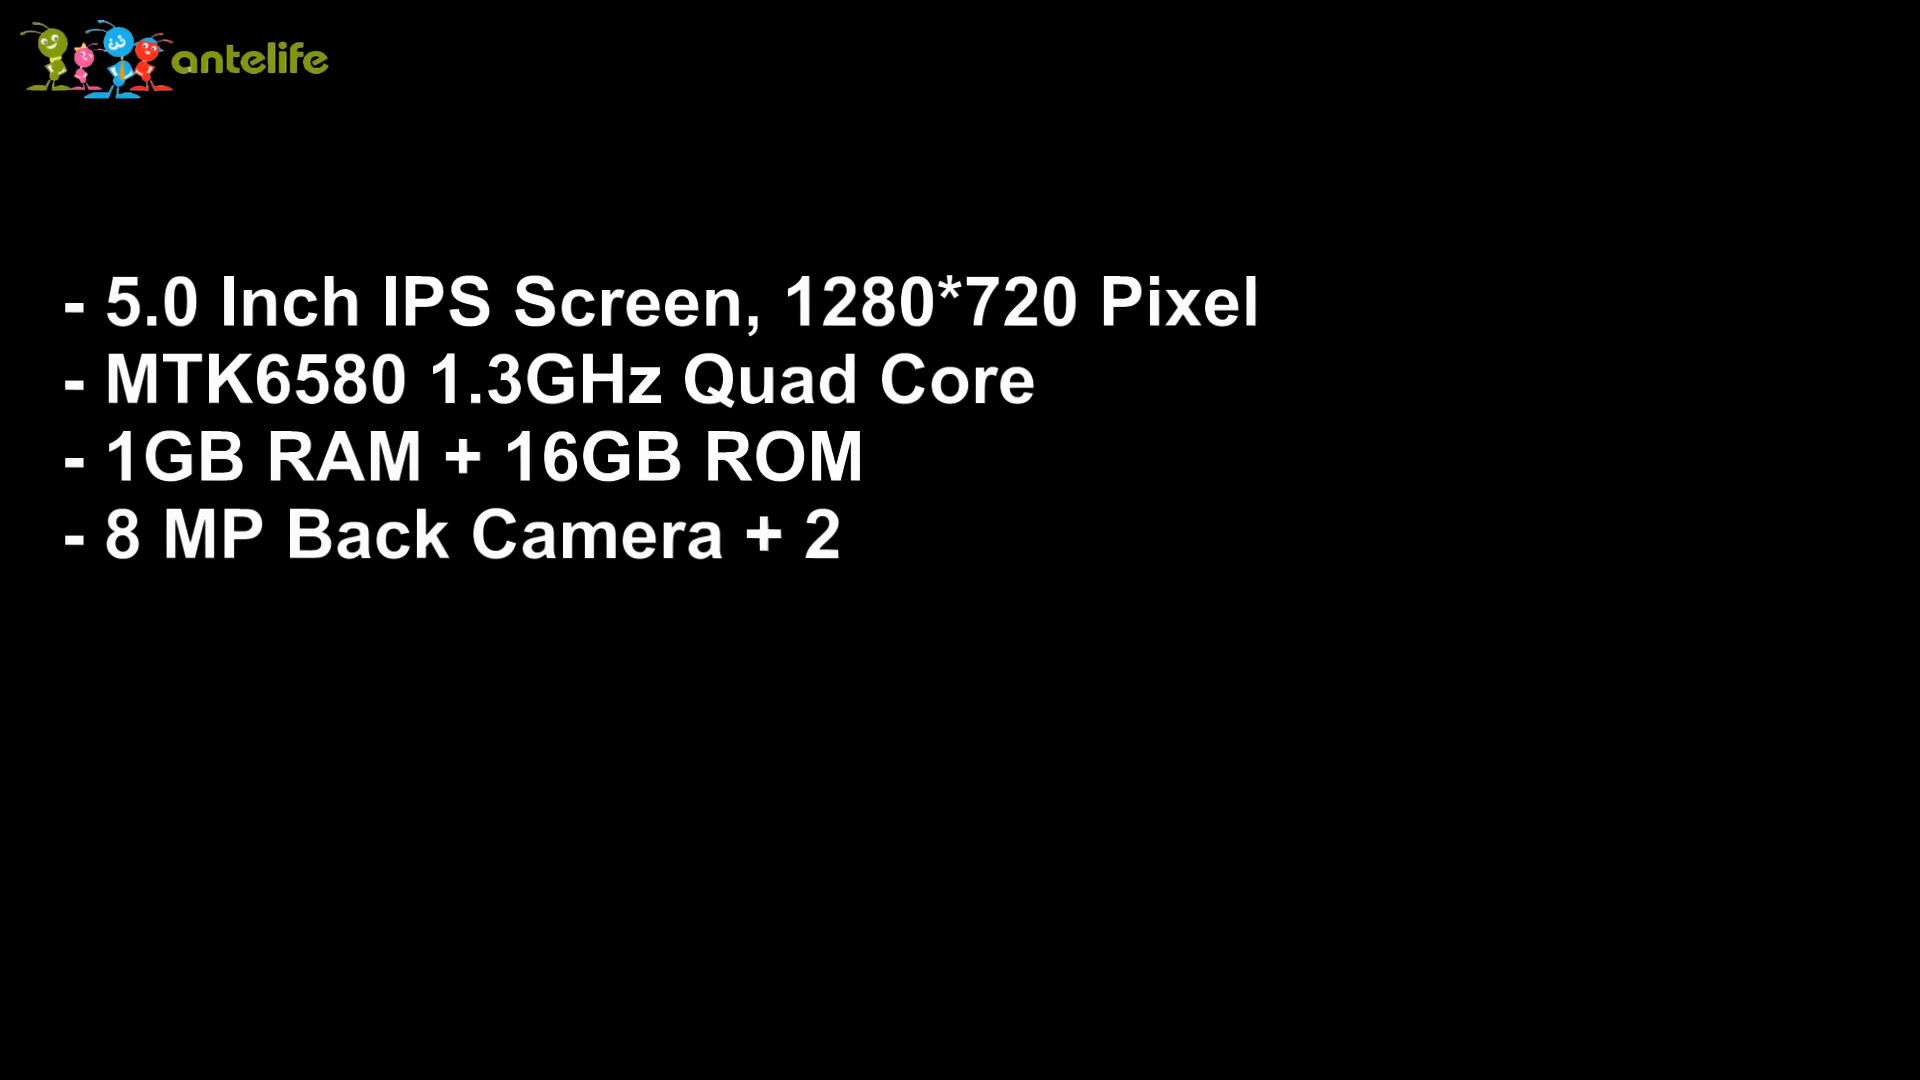 antelife
- 5.0 Inch IPS Screen, 1280*720 Pixel
- MTK6580 1.3GHz Quad Core
- 1GB RAM + 16GB ROM
- 8 MP Back Camera + 2